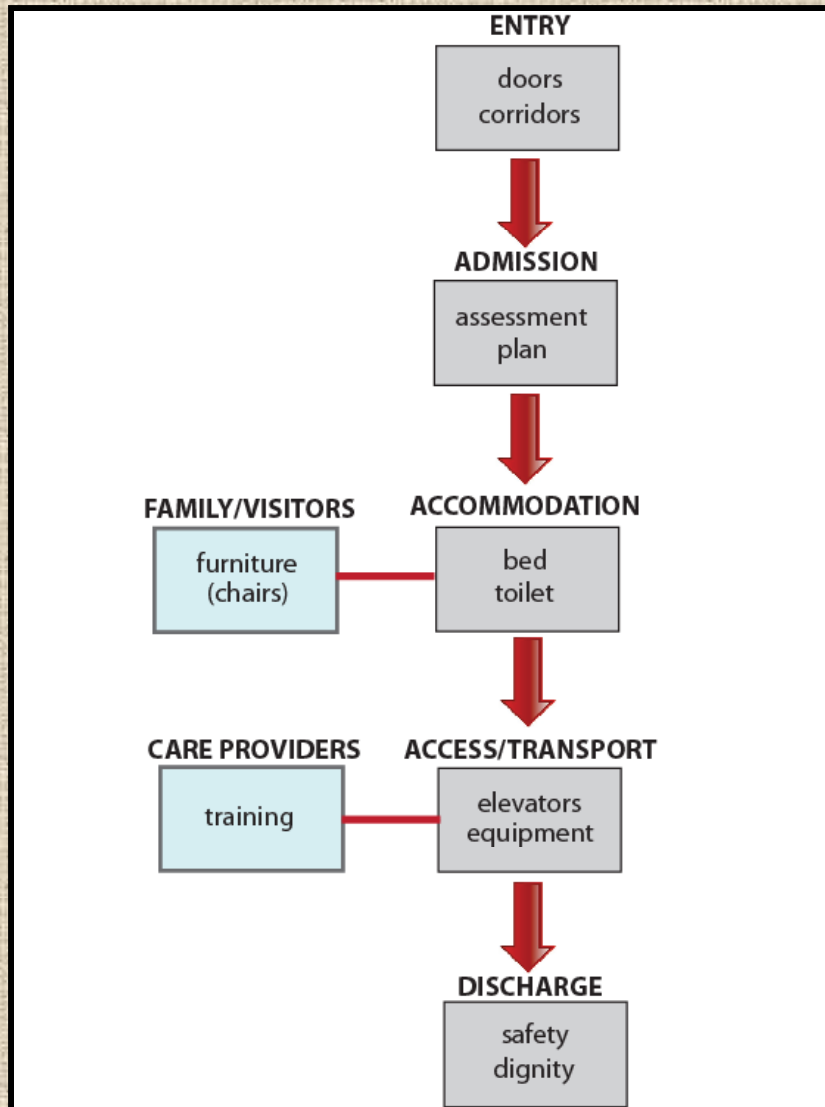 ENTRY
doors
corridors
ADMISSION
assessment
plan
FAMILY/VISITORS
furniture
(chairs)
ACCOMMODATION
bed
toilet
CARE PROVIDERS
training
ACCESS/TRANSPORT
elevators
equipment
DISCHARGE
safety
dignity